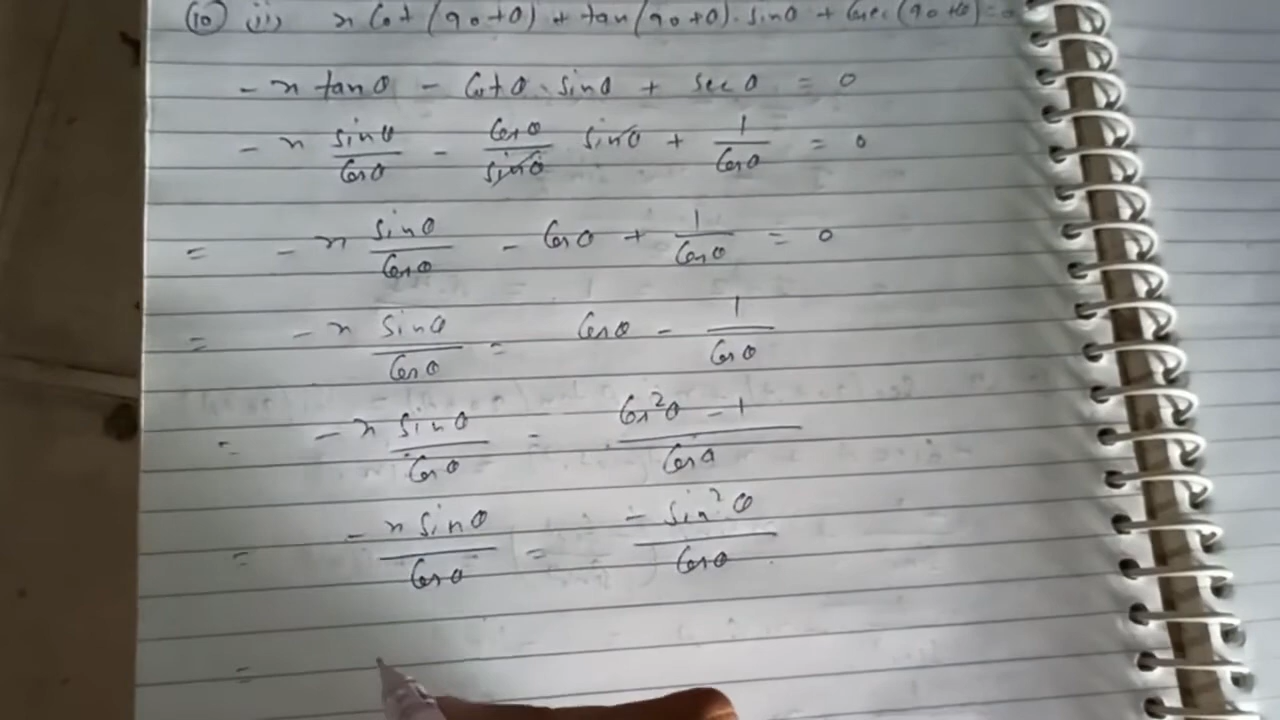 (10) (ii) x Cot (90+θ) + tan (90+θ). sinθ + Cosec (90+θ) = 0
- x tanθ - Cotθ . sinθ + secθ = 0
- x sinθ/Cosθ - Cosθ/sinθ sinθ + 1/Cosθ = 0
= - x sinθ/Cosθ - Cosθ + 1/Cosθ = 0
= - x sinθ/Cosθ = Cosθ - 1/Cosθ
= - x sinθ/Cosθ = Cos²θ - 1/Cosθ
= - x sinθ/Cosθ = - sin²θ/Cosθ
=